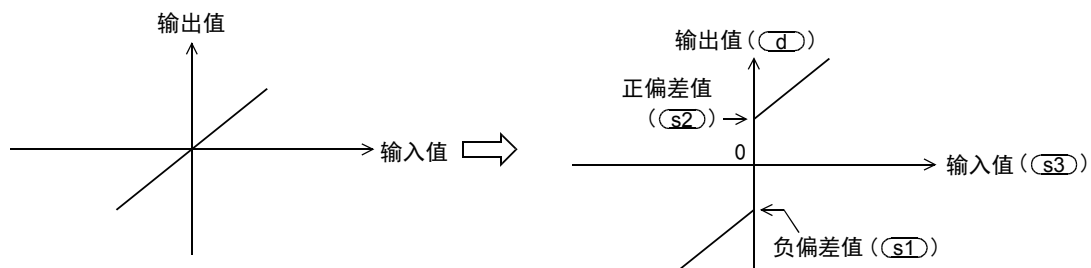 输出值
输入值
输出值(d)
正偏差值
(s2)
0
输入值(s3)
负偏差值(s1)